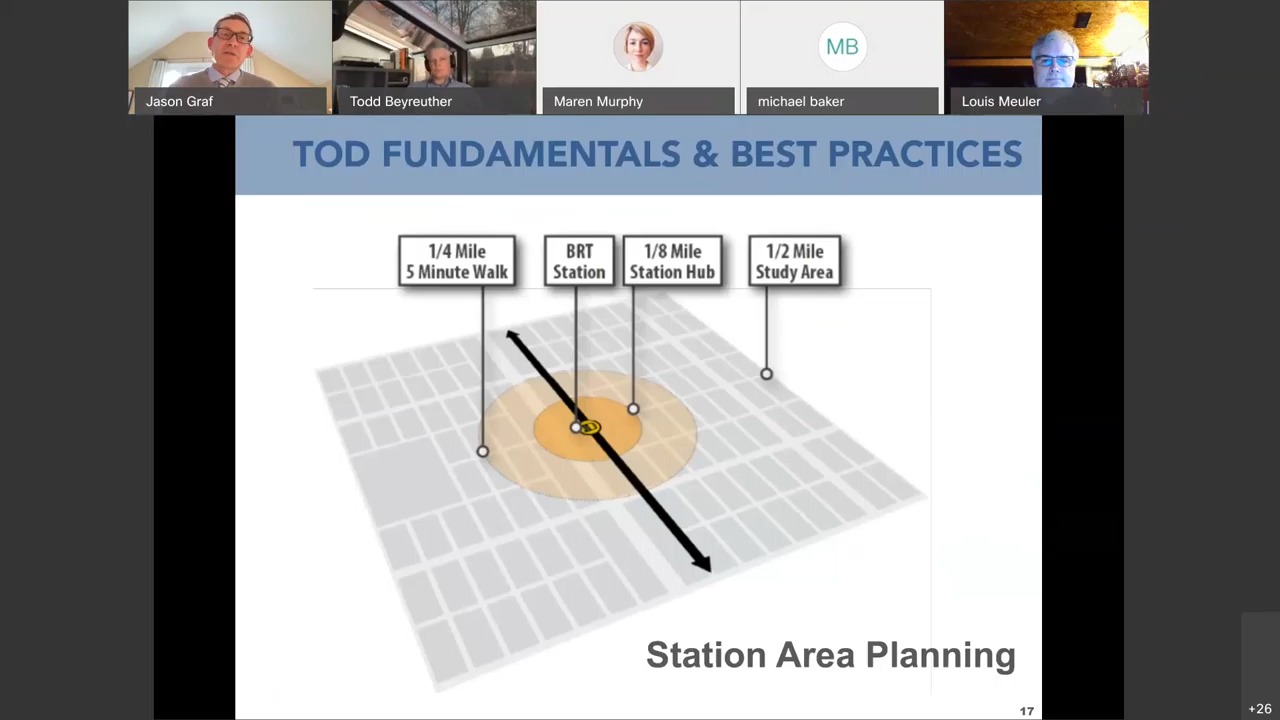 Jason Graf
Todd Beyreuther
Maren Murphy
MB
michael baker
Louis Meuler
TOD FUNDAMENTALS & BEST PRACTICES
1/4 Mile
5 Minute Walk
BRT
Station
1/8 Mile
Station Hub
1/2 Mile
Study Area
Station Area Planning
17
+26